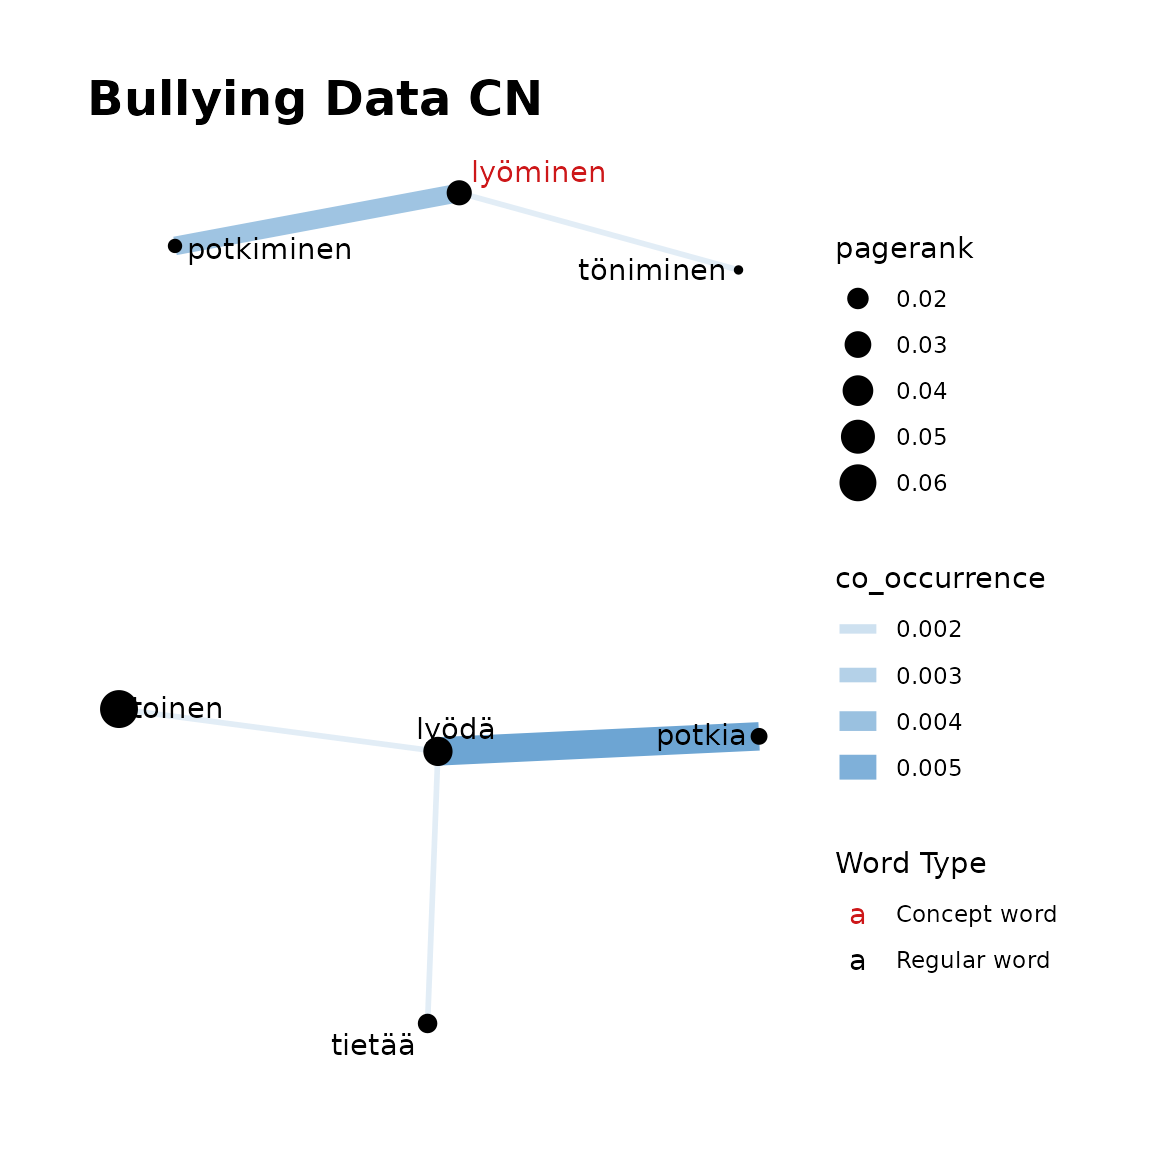 Bullying Data CN
lyöminen
potkiminen
töniminen
toinen
lyödä
potkia
tietää
pagerank
0.02
0.03
0.04
0.05
0.06
co_occurrence
0.002
0.003
0.004
0.005
Word Type
a Concept word
a Regular word